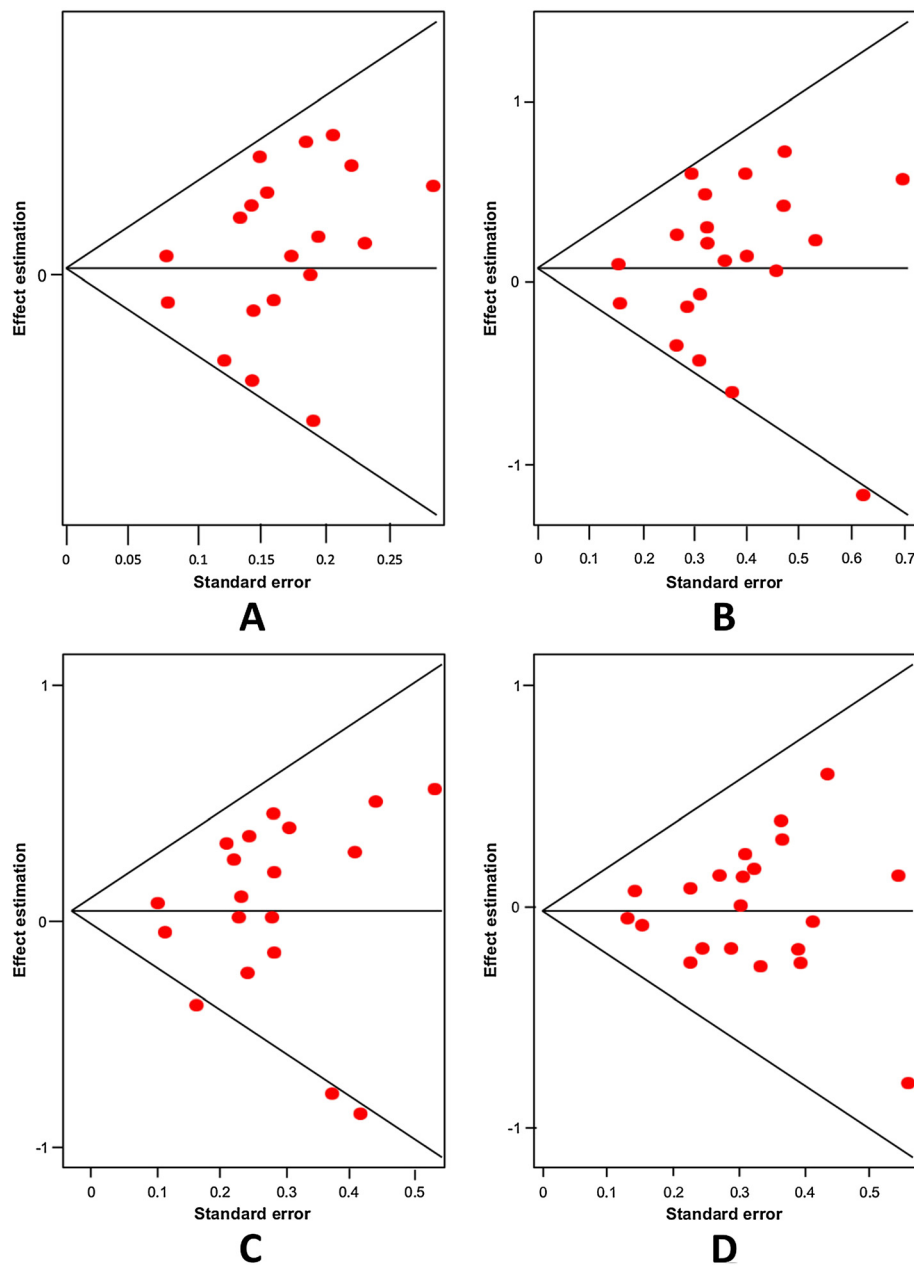 Effect estimation
0
0 0.05 0.1 0.15 0.2 0.25
Standard error
A
Effect estimation
1
0
-1
0 0.1 0.2 0.3 0.4 0.5 0.6 0.7
Standard error
B
Effect estimation
1
0
-1
0 0.1 0.2 0.3 0.4 0.5
Standard error
C
Effect estimation
1
0
-1
0 0.1 0.2 0.3 0.4 0.5
Standard error
D